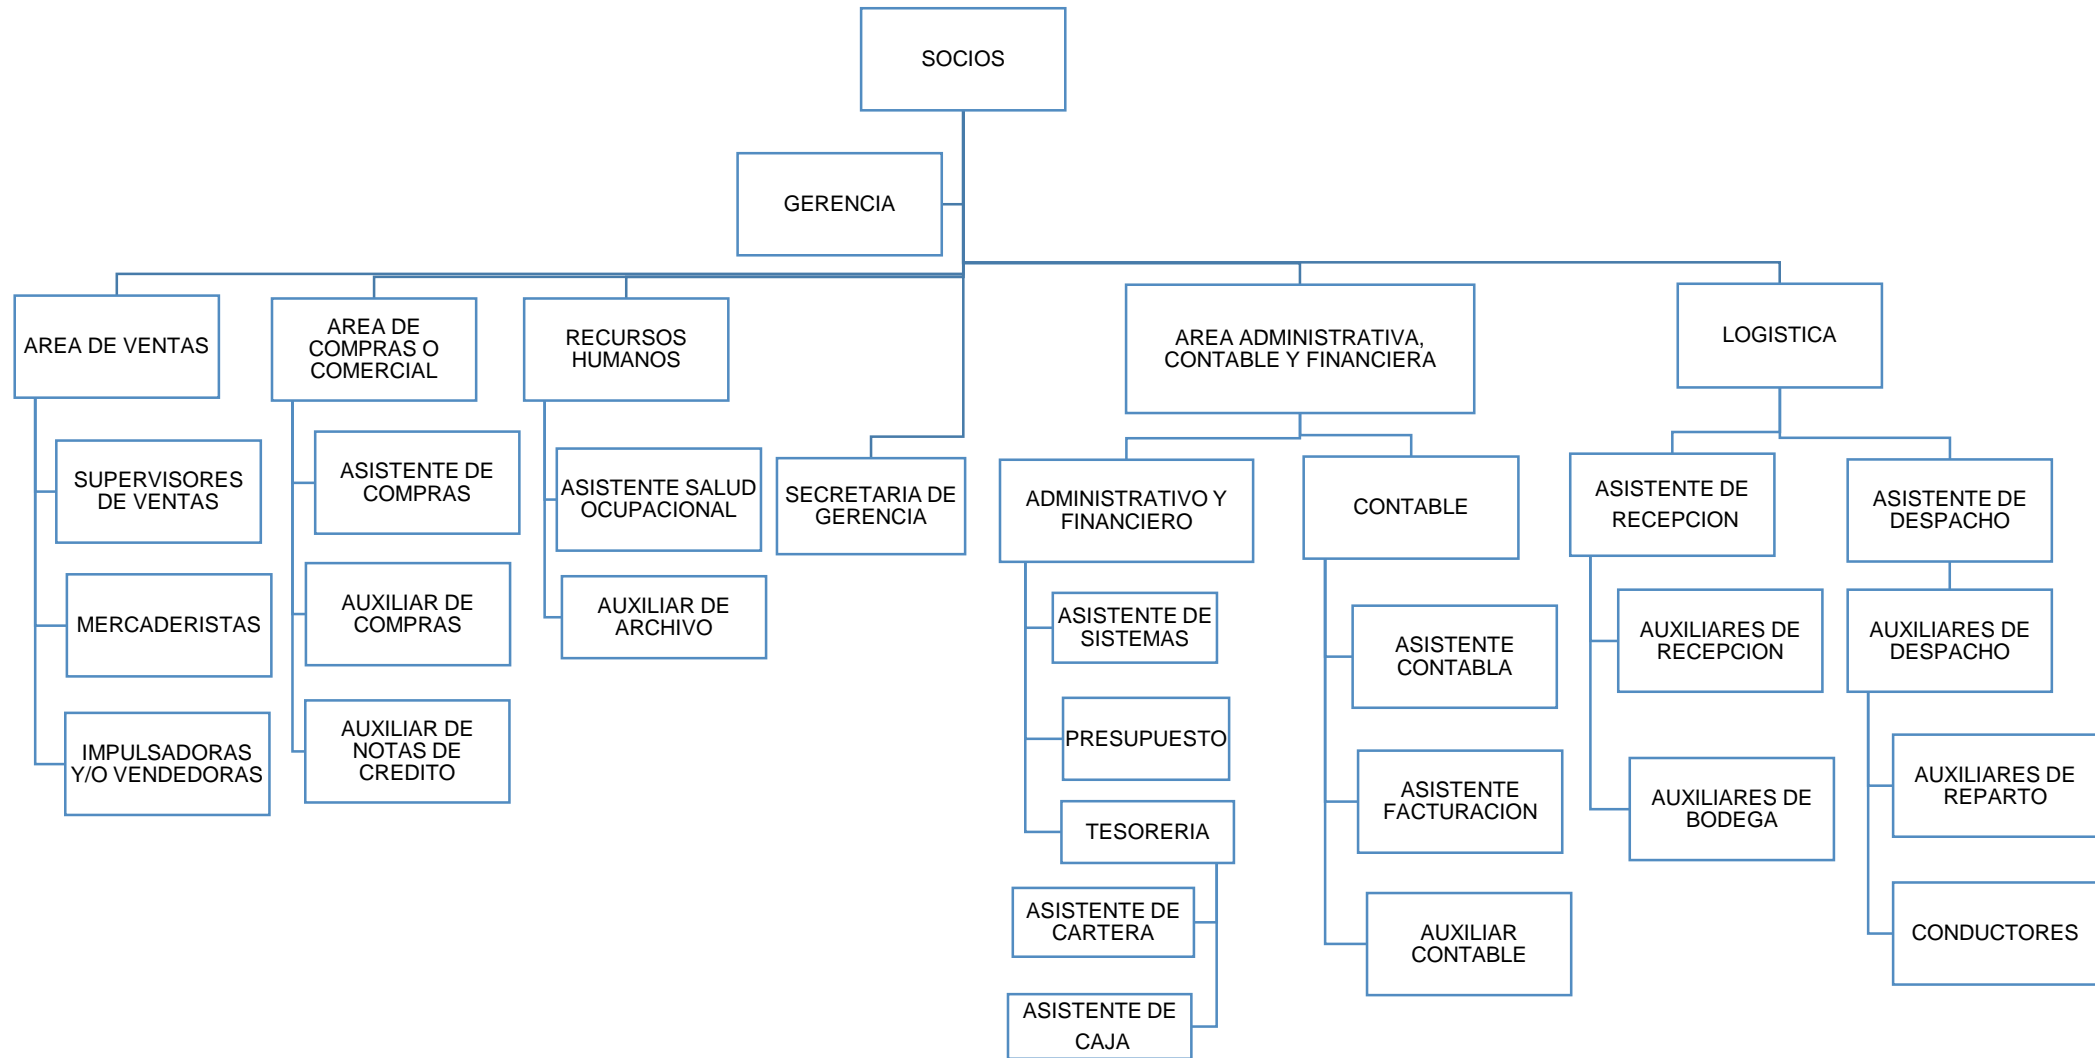 SOCIOS
GERENCIA
AREA DE VENTAS
AREA DE
COMPRAS O
COMERCIAL
RECURSOS
HUMANOS
AREA ADMINISTRATIVA,
CONTABLE Y FINANCIERA
LOGISTICA
SUPERVISORES
DE VENTAS
MERCADERISTAS
IMPULSADORAS
Y/O VENDEDORAS
ASISTENTE DE
COMPRAS
AUXILIAR DE
COMPRAS
AUXILIAR DE
NOTAS DE
CREDITO
ASISTENTE SALUD
OCUPACIONAL
AUXILIAR DE
ARCHIVO
SECRETARIA DE
GERENCIA
ADMINISTRATIVO Y
FINANCIERO
ASISTENTE DE
SISTEMAS
PRESUPUESTO
TESORERIA
ASISTENTE DE
CARTERA
ASISTENTE DE
CAJA
CONTABLE
ASISTENTE
CONTABLA
ASISTENTE
FACTURACION
AUXILIAR
CONTABLE
ASISTENTE DE
RECEPCION
AUXILIARES DE
RECEPCION
AUXILIARES DE
BODEGA
ASISTENTE DE
DESPACHO
AUXILIARES DE
DESPACHO
AUXILIARES DE
REPARTO
CONDUCTORES